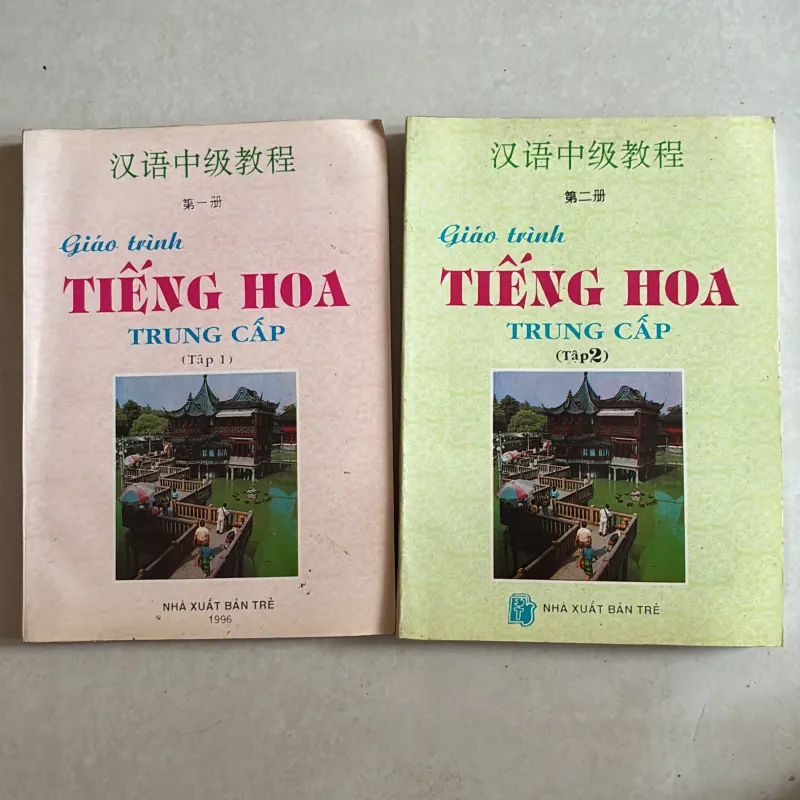 汉语中级教程
第一册
Giáo trình
TIẾNG HOA
TRUNG CẤP
(Tập 1)
NHÀ XUẤT BẢN TRẺ
1996
汉语中级教程
第二册
Giáo trình
TIẾNG HOA
TRUNG CẤP
(Tập 2)
NHÀ XUẤT BẢN TRẺ